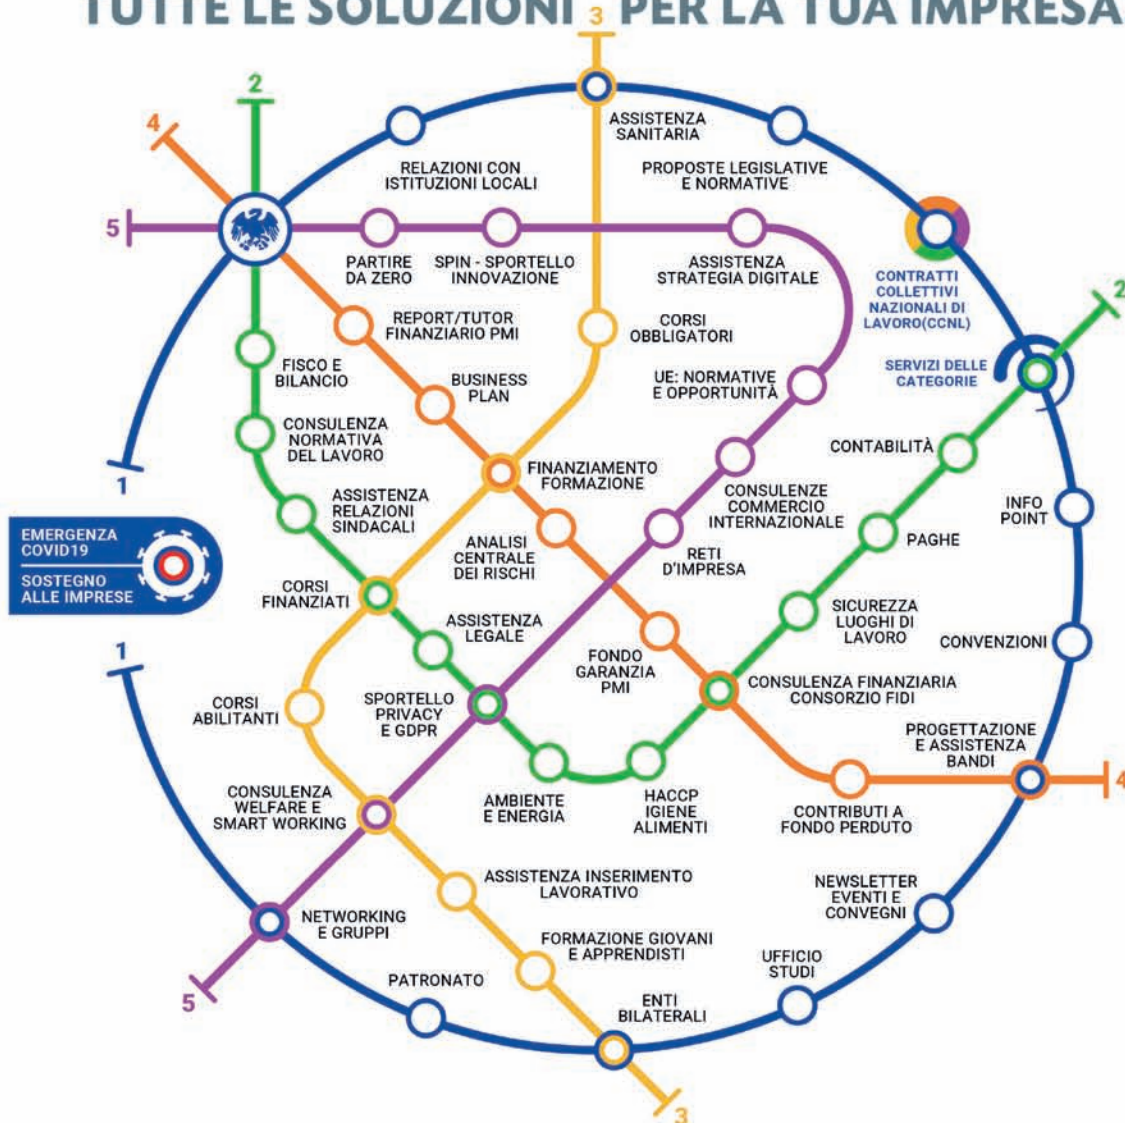 TUTTE LE SOLUZIONI PER LA TUA IMPRESA
3
2
4
ASSISTENZA
SANITARIA
RELAZIONI CON
ISTITUZIONI LOCALI
PROPOSTE LEGISLATIVE
E NORMATIVE
5
PARTIRE
DA ZERO
SPIN - SPORTELLO
INNOVAZIONE
ASSISTENZA
STRATEGIA DIGITALE
CONTRATTI
COLLETTIVI
NAZIONALI DI
LAVORO(CCNL)
2
REPORT/TUTOR
FINANZIARIO PMI
CORSI
OBBLIGATORI
FISCO E
BILANCIO
BUSINESS
PLAN
UE: NORMATIVE
E OPPORTUNITÀ
SERVIZI DELLE
CATEGORIE
CONSULENZA
NORMATIVA
DEL LAVORO
CONTABILITÀ
1
FINANZIAMENTO
FORMAZIONE
CONSULENZE
COMMERCIO
INTERNAZIONALE
INFO
POINT
ASSISTENZA
RELAZIONI
SINDACALI
EMERGENZA
COVID19
SOSTEGNO
ALLE IMPRESE
ANALISI
CENTRALE
DEI RISCHI
RETI
D'IMPRESA
PAGHE
CORSI
FINANZIATI
ASSISTENZA
LEGALE
SICUREZZA
LUOGHI DI
LAVORO
CONVENZIONI
1
FONDO
GARANZIA
PMI
CORSI
ABILITANTI
SPORTELLO
PRIVACY
E GDPR
CONSULENZA FINANZIARIA
CONSORZIO FIDI
PROGETTAZIONE
E ASSISTENZA
BANDI
4
CONSULENZA
WELFARE E
SMART WORKING
AMBIENTE
E ENERGIA
HACCP
IGIENE
ALIMENTI
CONTRIBUTI A
FONDO PERDUTO
ASSISTENZA INSERIMENTO
LAVORATIVO
NEWSLETTER
EVENTI E
CONVEGNI
NETWORKING
E GRUPPI
FORMAZIONE GIOVANI
E APPRENDISTI
5
PATRONATO
UFFICIO
STUDI
ENTI
BILATERALI
3